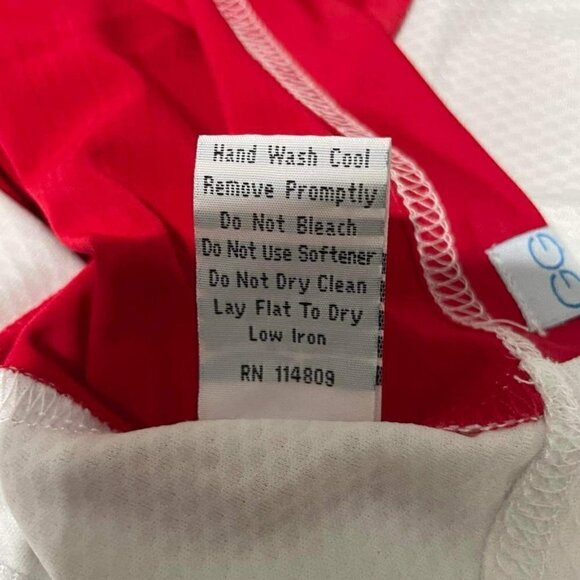 Hand Wash Cool
Remove Promptly
Do Not Bleach
Do Not Use Softener
Do Not Dry Clean
Lay Flat To Dry
Low Iron
RN 114809
GG